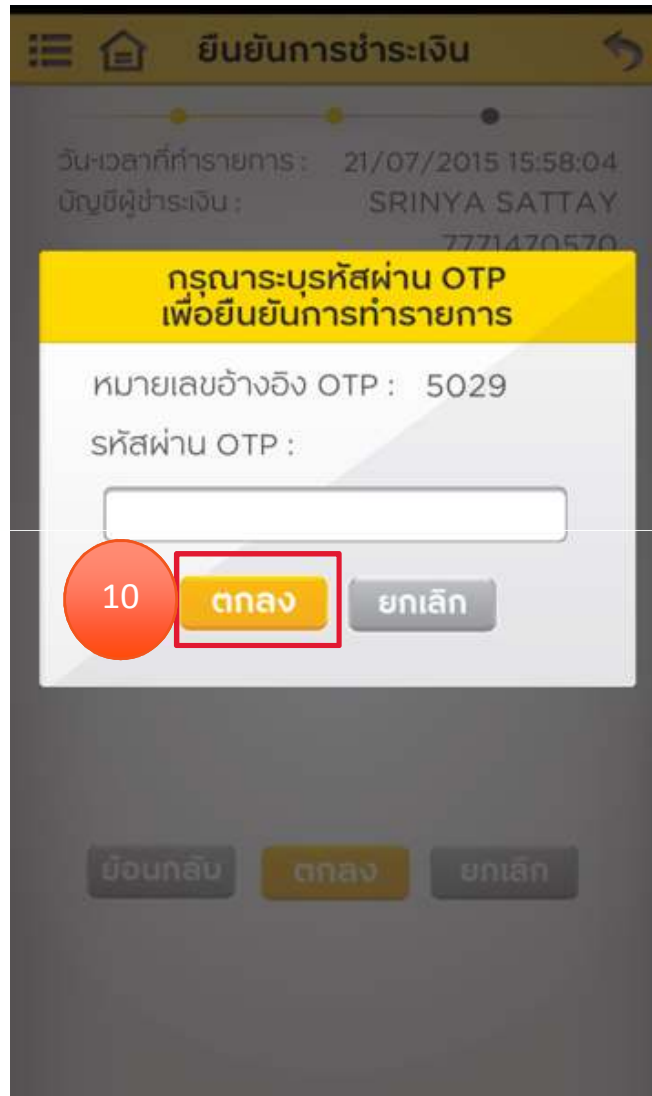 ยืนยันการชำระเงิน
วัน-เวลาที่ทำรายการ : 21/07/2015 15:58:04
บัญชีผู้ชำระเงิน : SRINYA SATTAY
7771470570
กรุณาระบุรหัสผ่าน OTP
เพื่อยืนยันการทำรายการ
หมายเลขอ้างอิง OTP : 5029
รหัสผ่าน OTP :
10 ตกลง ยกเลิก
ย้อนกลับ ตกลง ยกเลิก